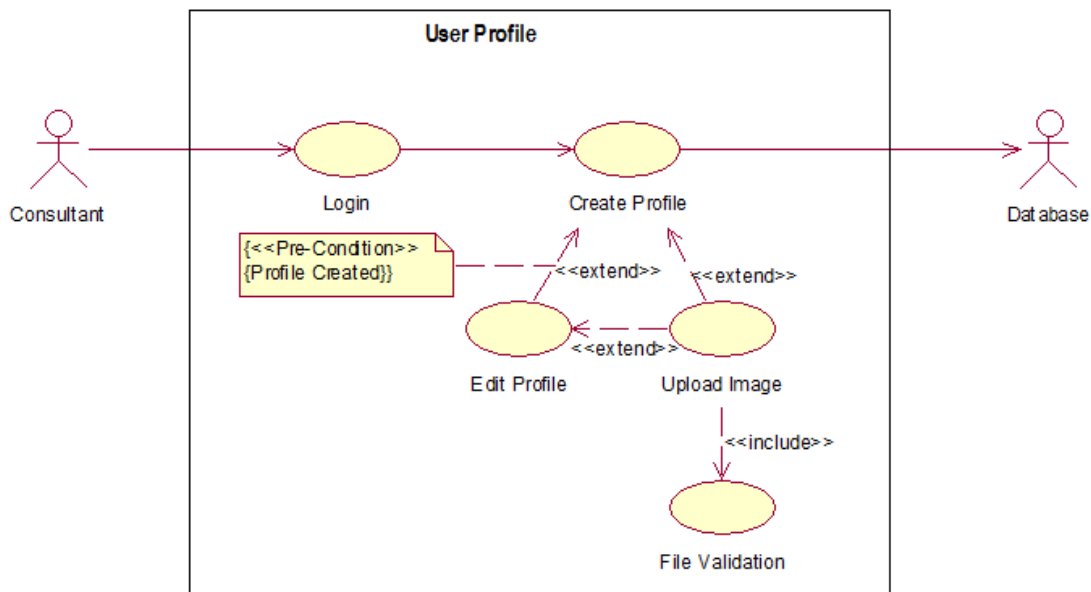 User Profile
Consultant
Login
Create Profile
Database
{<<Pre-Condition>>
{Profile Created}}
<<extend>>
<<extend>>
<<extend>>
Edit Profile
Upload Image
<<include>>
File Validation